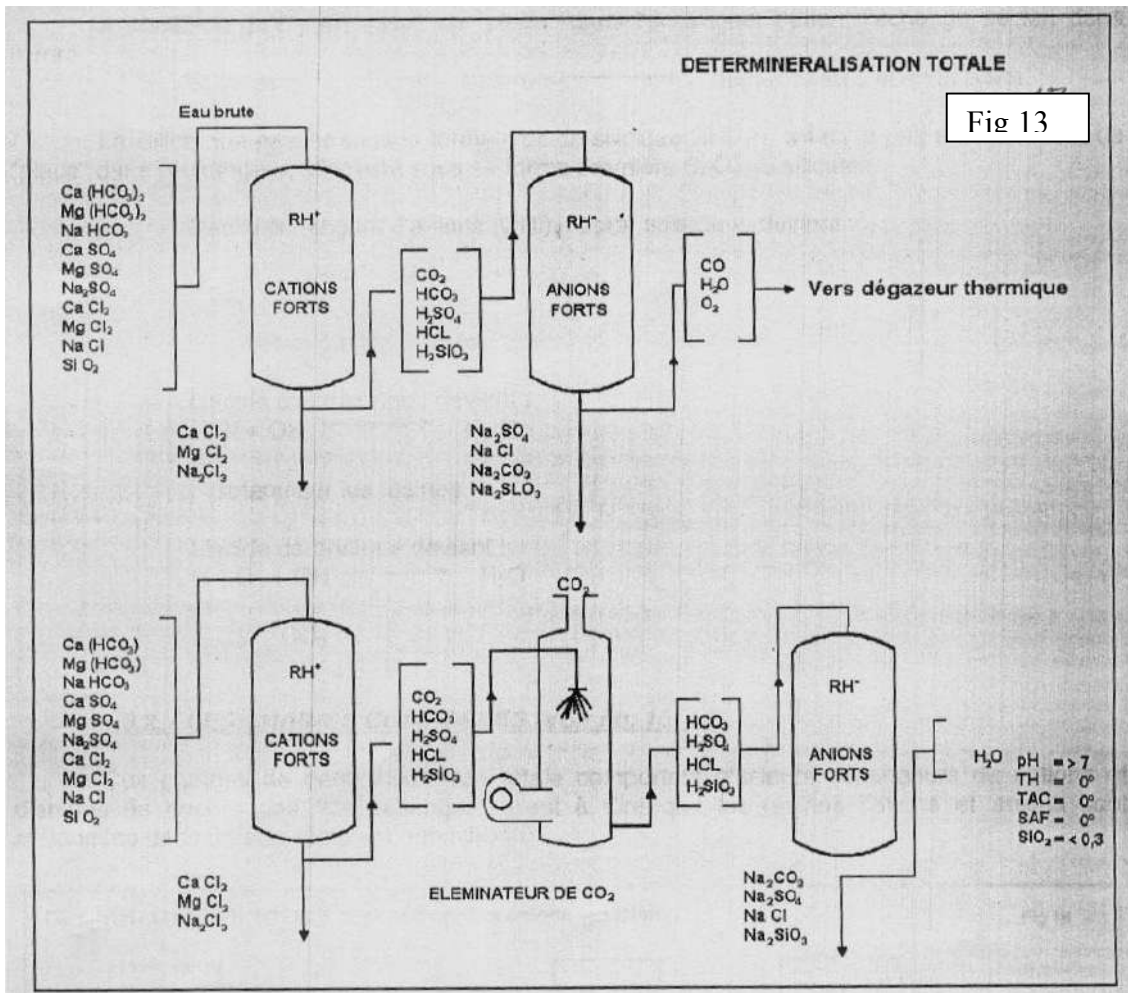 DETERMINERALISATION TOTALE
Fig 13
Eau brute
Ca (HCO₃)₂
Mg (HCO₃)₂
Na HCO₃
Ca SO₄
Mg SO₄
Na₂SO₄
Ca Cl₂
Mg Cl₂
Na Cl
SI O₂
RH⁺
CATIONS
FORTS
Ca Cl₂
Mg Cl₂
Na₂Cl₃
CO₂
HCO₃
H₂SO₄
HCL
H₂SIO₃
RH⁻
ANIONS
FORTS
Na₂SO₄
Na Cl
Na₂CO₃
Na₂SLO₃
CO
H₂O
O₂
Vers dégazeur thermique
Ca (HCO₃)
Mg (HCO₃)
Na HCO₃
Ca SO₄
Mg SO₄
Na₂SO₄
Ca Cl₂
Mg Cl₂
Na Cl
SI O₂
RH⁺
CATIONS
FORTS
Ca Cl₂
Mg Cl₂
Na₂Cl₃
CO₂
HCO₃
H₂SO₄
HCL
H₂SIO₃
CO₂
ELEMINATEUR DE CO₂
HCO₃
H₂SO₄
HCL
H₂SIO₃
RH⁻
ANIONS
FORTS
Na₂CO₃
Na₂SO₄
Na Cl
Na₂SiO₃
H₂O
pH = > 7
TH = 0°
TAC = 0°
SAF = 0°
SIO₂ = < 0,3